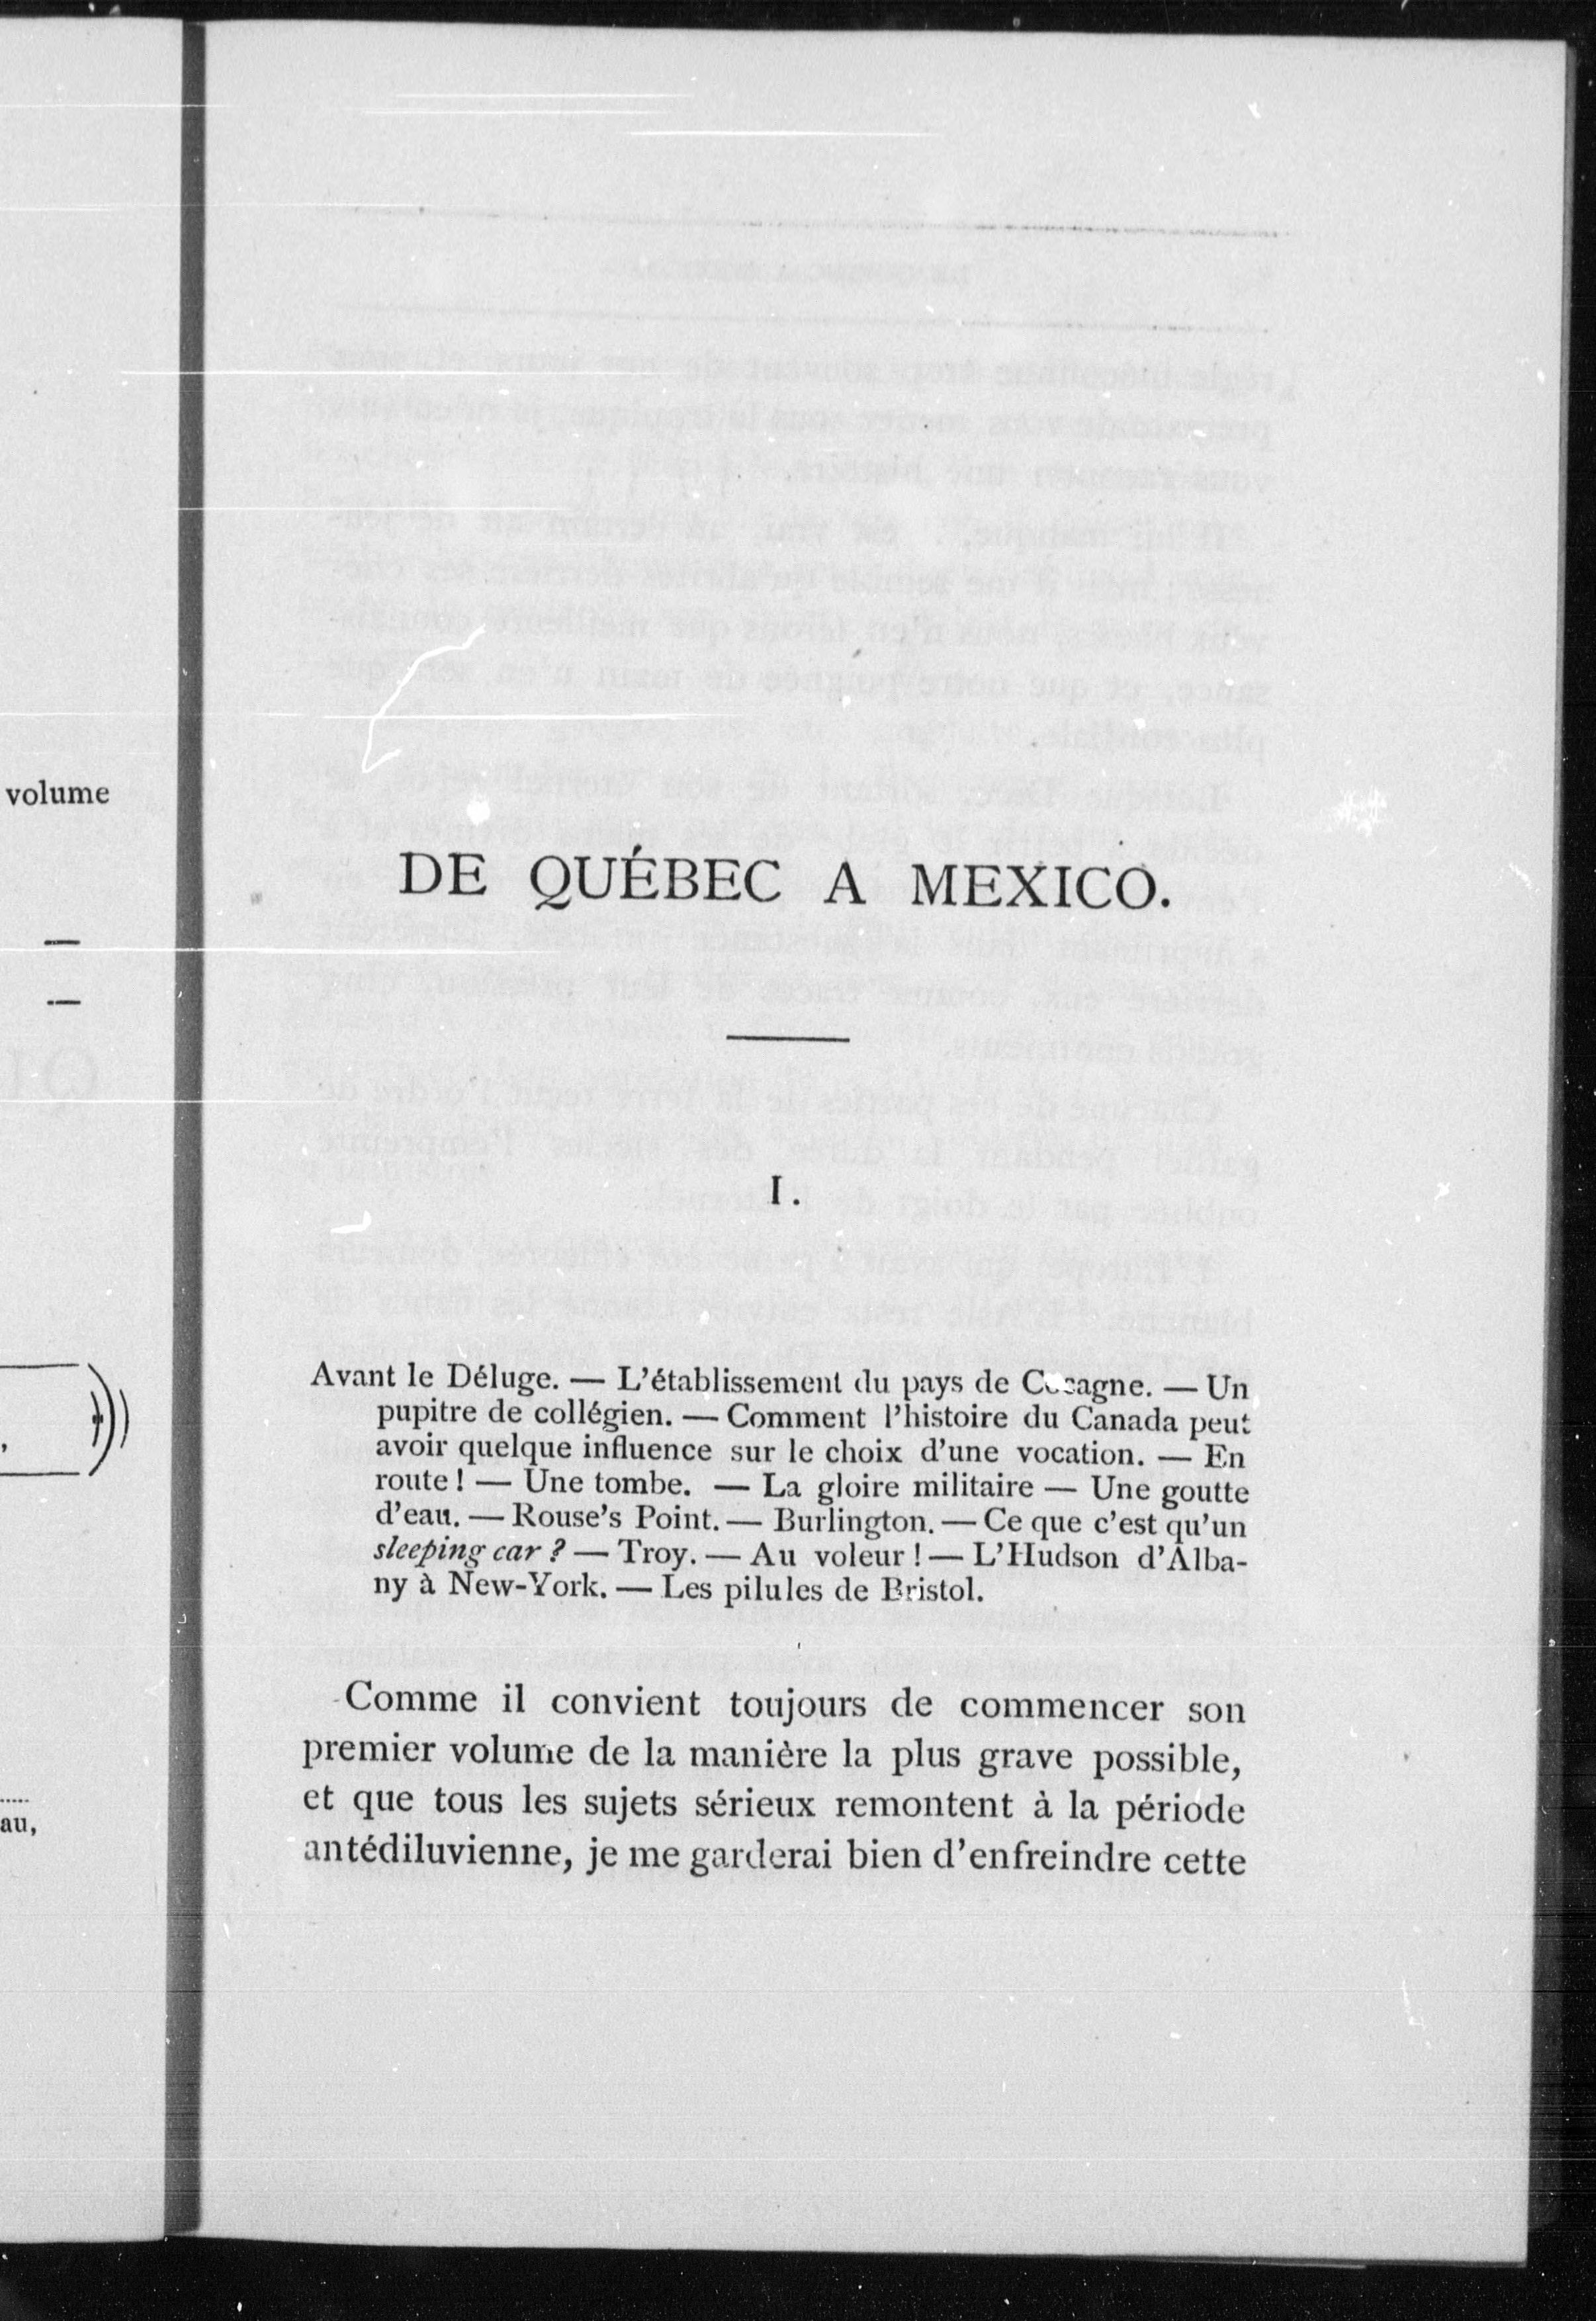 volume
—
—
,
au,
DE QUÉBEC A MEXICO.
I.
Avant le Déluge. — L'établissement du pays de — Un
pupitre de collégien. — Comment l'histoire du Canada peut
avoir quelque influence sur le choix d'une vocation. — En
route ! — Une tombe. — La gloire militaire — Une goutte
d'eau. — Rouse's Point. — Burlington. — Ce que c'est qu'un
sleeping car ? — Troy. — Au voleur ! — L'Hudson d'Alba-
ny à New-York. — Les pilules de Bristol.
Comme il convient toujours de commencer son
premier volume de la manière la plus grave possible,
et que tous les sujets sérieux remontent à la période
antédiluvienne, je me garderai bien d'enfreindre cette